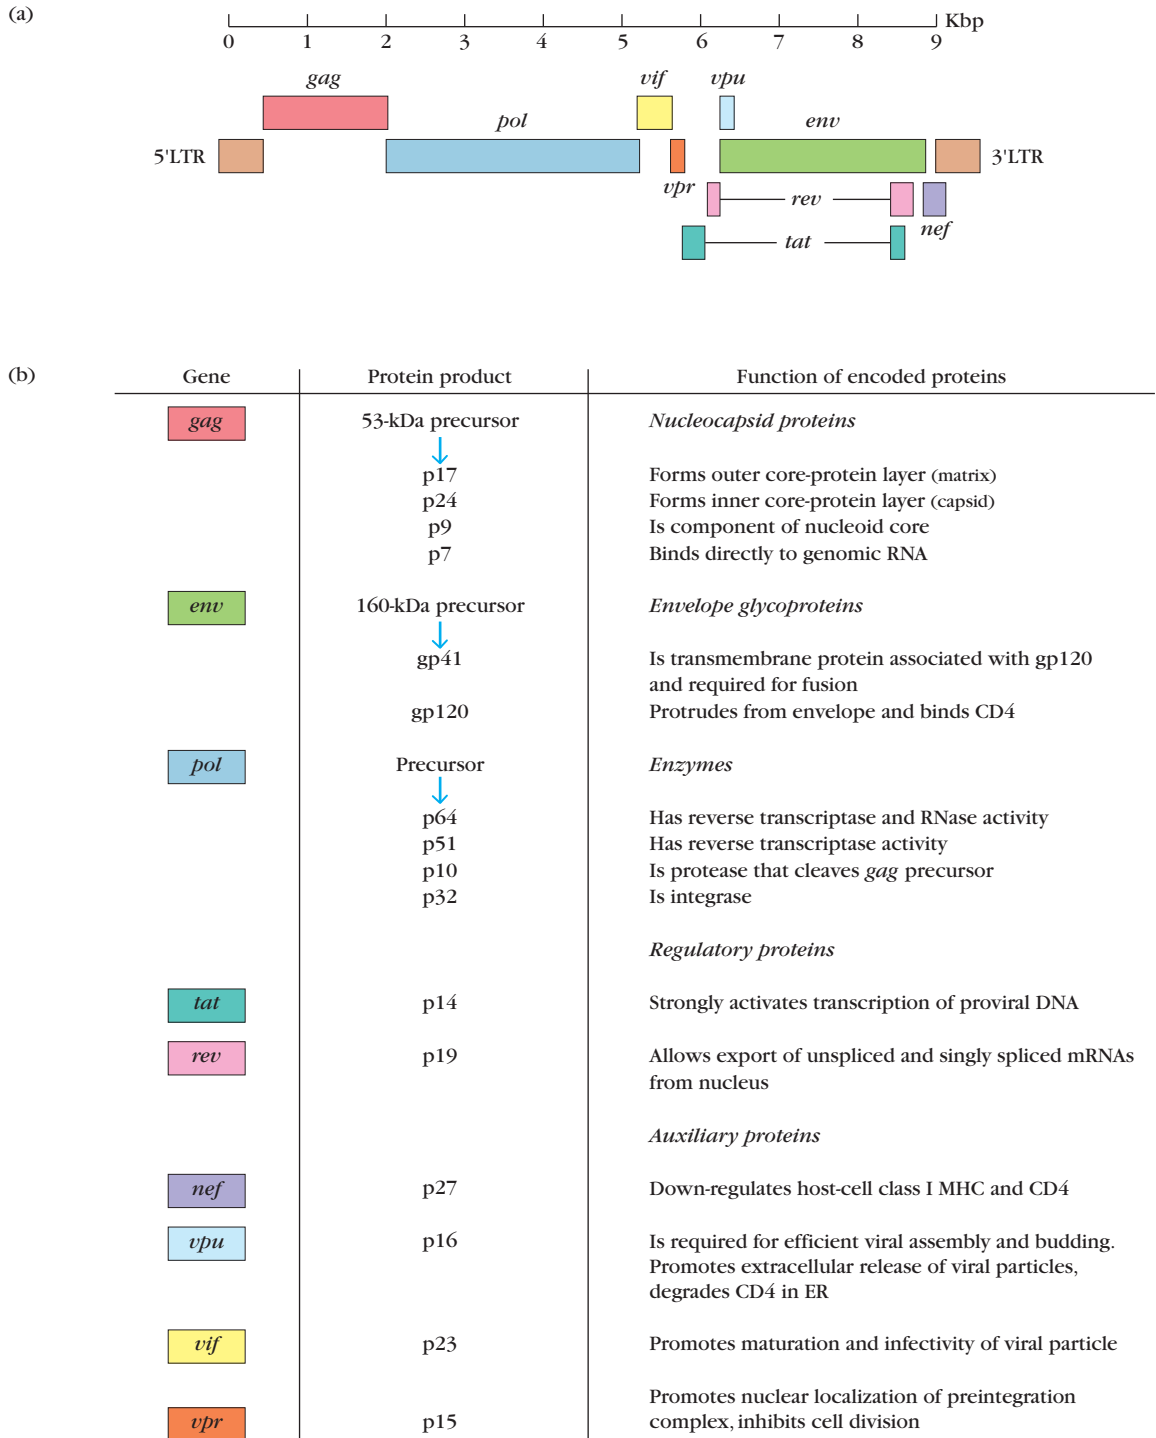 (a)
Kbp
0 1 2 3 4 5 6 7 8 9
gag vif vpu
pol env
5'LTR 3'LTR
vpr rev nef
tat
(b)
Gene Protein product Function of encoded proteins
gag 53-kDa precursor Nucleocapsid proteins
p17 Forms outer core-protein layer (matrix)
p24 Forms inner core-protein layer (capsid)
p9 Is component of nucleoid core
p7 Binds directly to genomic RNA
env 160-kDa precursor Envelope glycoproteins
gp41 Is transmembrane protein associated with gp120
and required for fusion
gp120 Protrudes from envelope and binds CD4
pol Precursor Enzymes
p64 Has reverse transcriptase and RNase activity
p51 Has reverse transcriptase activity
p10 Is protease that cleaves gag precursor
p32 Is integrase
Regulatory proteins
tat p14 Strongly activates transcription of proviral DNA
rev p19 Allows export of unspliced and singly spliced mRNAs
from nucleus
Auxiliary proteins
nef p27 Down-regulates host-cell class I MHC and CD4
vpu p16 Is required for efficient viral assembly and budding.
Promotes extracellular release of viral particles,
degrades CD4 in ER
vif p23 Promotes maturation and infectivity of viral particle
Promotes nuclear localization of preintegration
vpr p15 complex, inhibits cell division